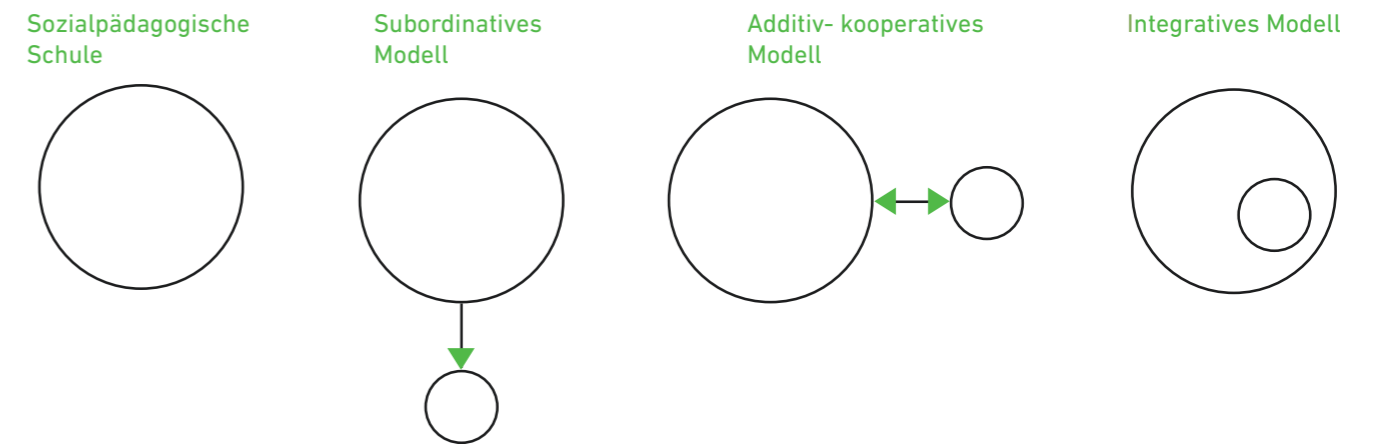 Sozialpädagogische
Schule
Subordinatives
Modell
Additiv- kooperatives
Modell
Integratives Modell